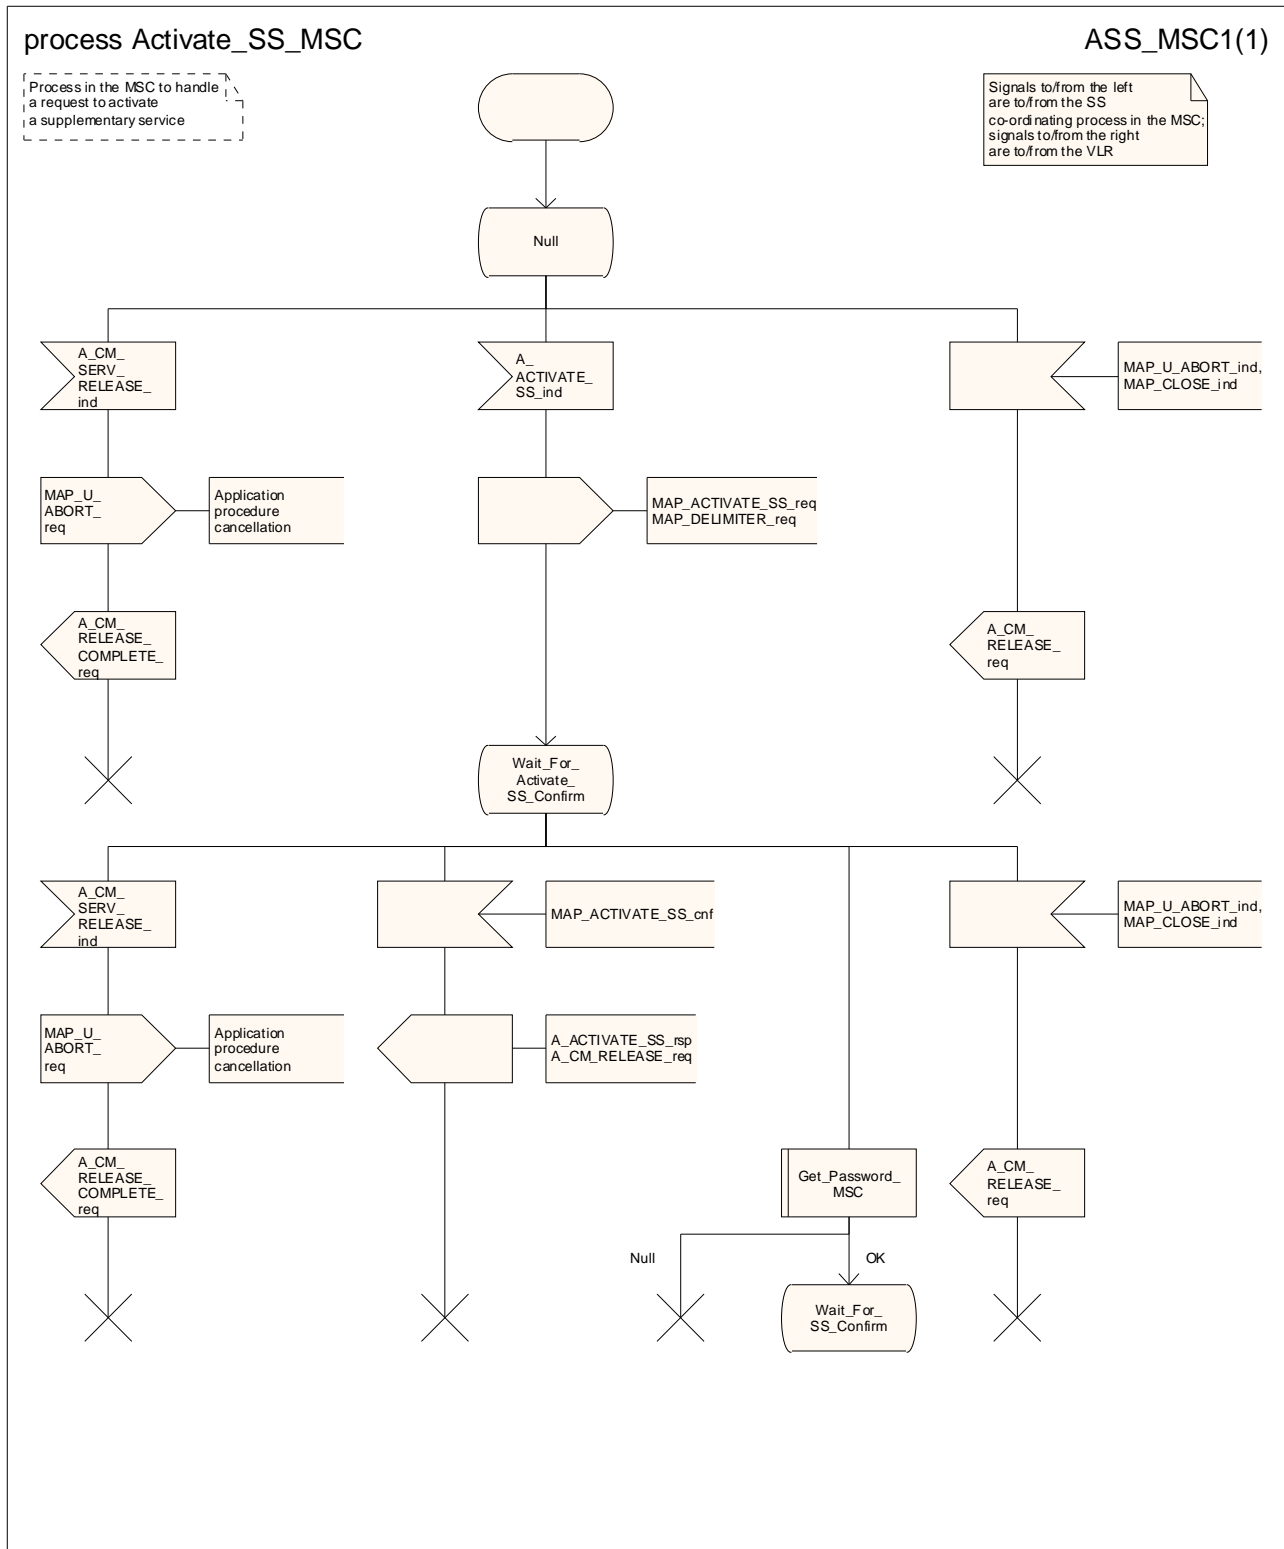 process Activate_SS_MSC
ASS_MSC1(1)
Process in the MSC to handle
a request to activate
a supplementary service
Signals to/from the left
are to/from the SS
co-ordinating process in the MSC;
signals to/from the right
are to/from the VLR
Null
A_CM_
SERV_
RELEASE_
ind
A_
ACTIVATE_
SS_ind
MAP_U_ABORT_ind,
MAP_CLOSE_ind
MAP_U_
ABORT_
req
Application
procedure
cancellation
MAP_ACTIVATE_SS_req
MAP_DELIMITER_req
A_CM_
RELEASE_
COMPLETE_
req
A_CM_
RELEASE_
req
Wait_For_
Activate_
SS_Confirm
A_CM_
SERV_
RELEASE_
ind
MAP_ACTIVATE_SS_cnf
MAP_U_ABORT_ind,
MAP_CLOSE_ind
MAP_U_
ABORT_
req
Application
procedure
cancellation
A_ACTIVATE_SS_rsp
A_CM_RELEASE_req
A_CM_
RELEASE_
COMPLETE_
req
Get_Password_
MSC
A_CM_
RELEASE_
req
Null
OK
Wait_For_
SS_Confirm